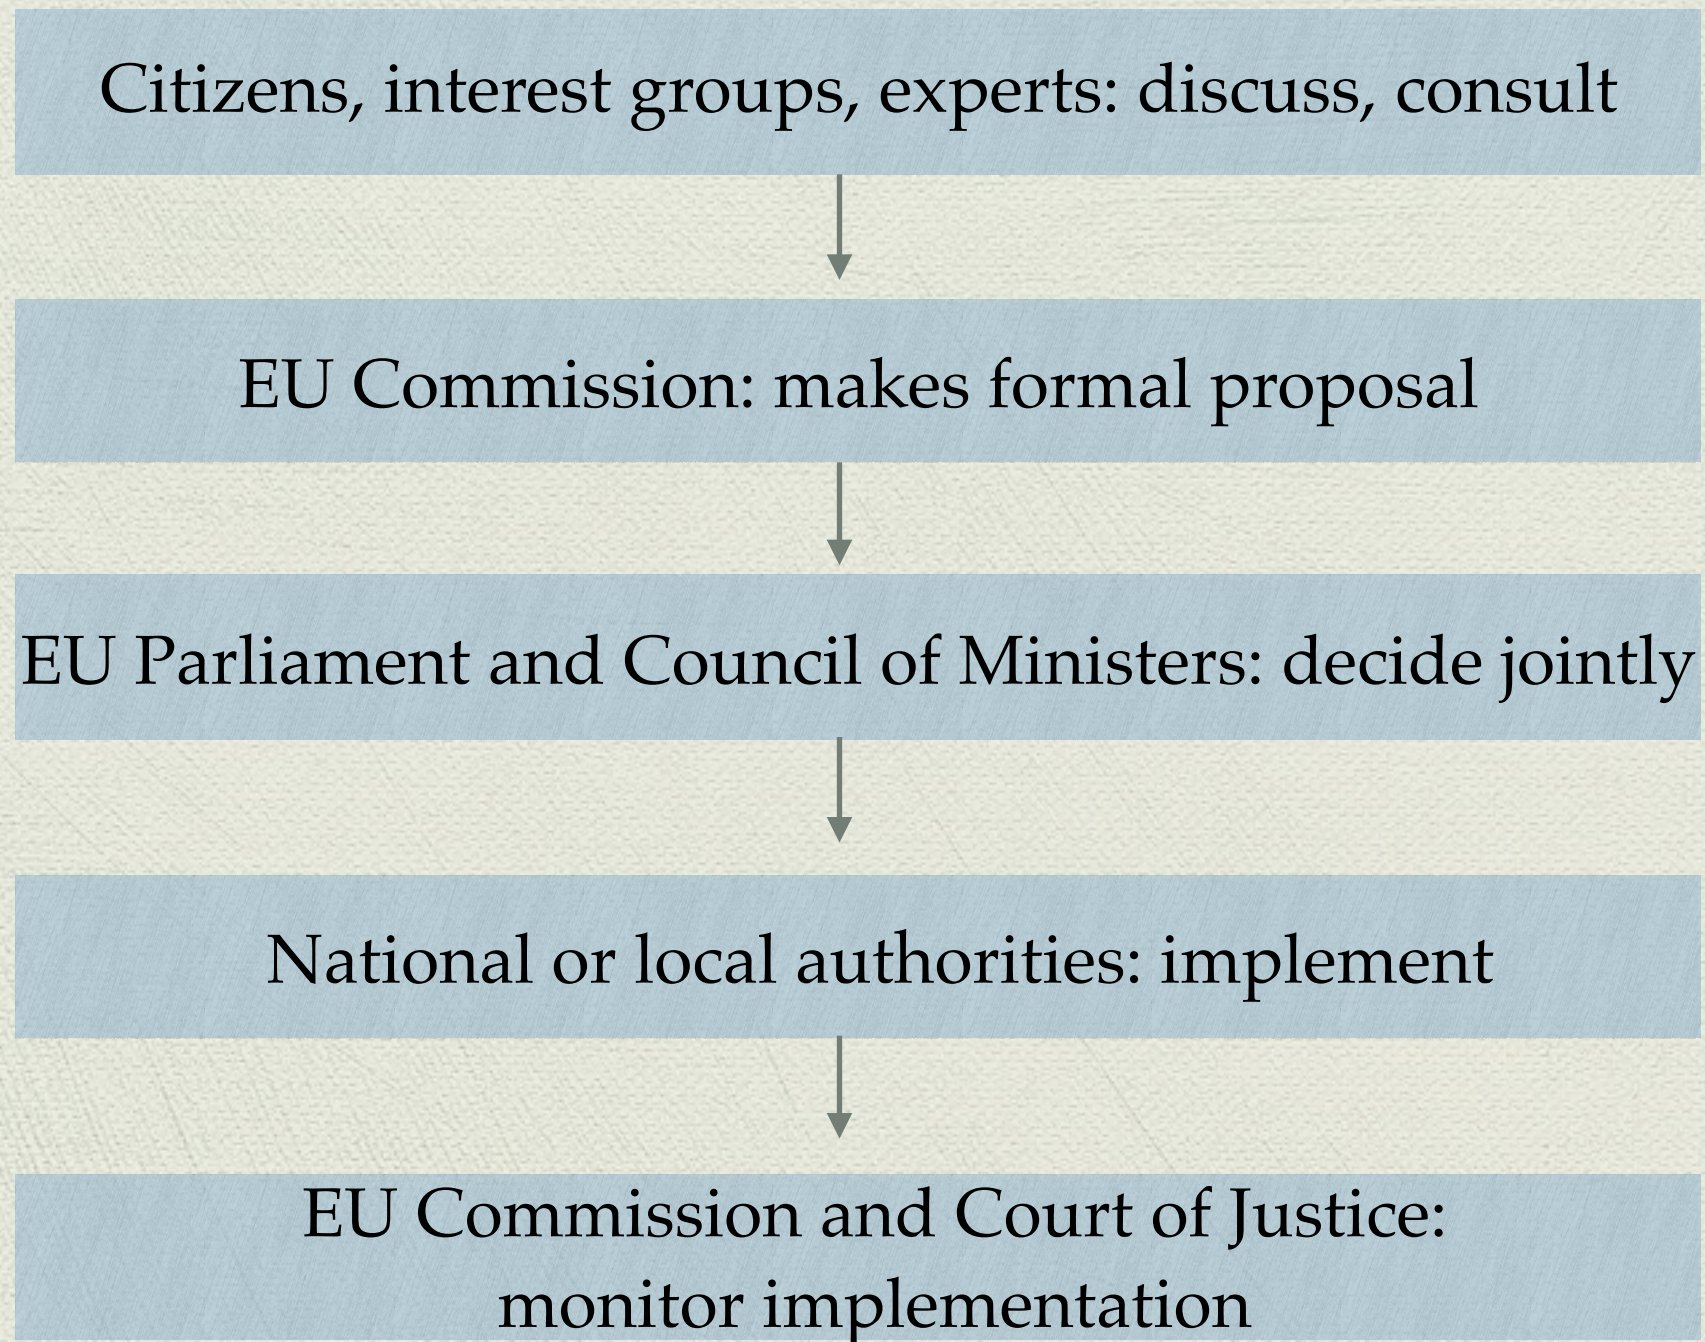 Citizens, interest groups, experts: discuss, consult
EU Commission: makes formal proposal
EU Parliament and Council of Ministers: decide jointly
National or local authorities: implement
EU Commission and Court of Justice:
monitor implementation